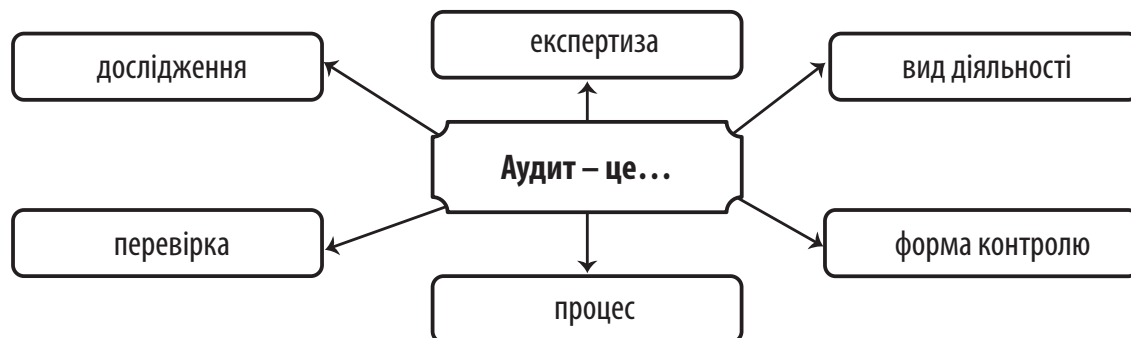 експертиза
дослідження
вид діяльності
Аудит – це…
перевірка
форма контролю
процес